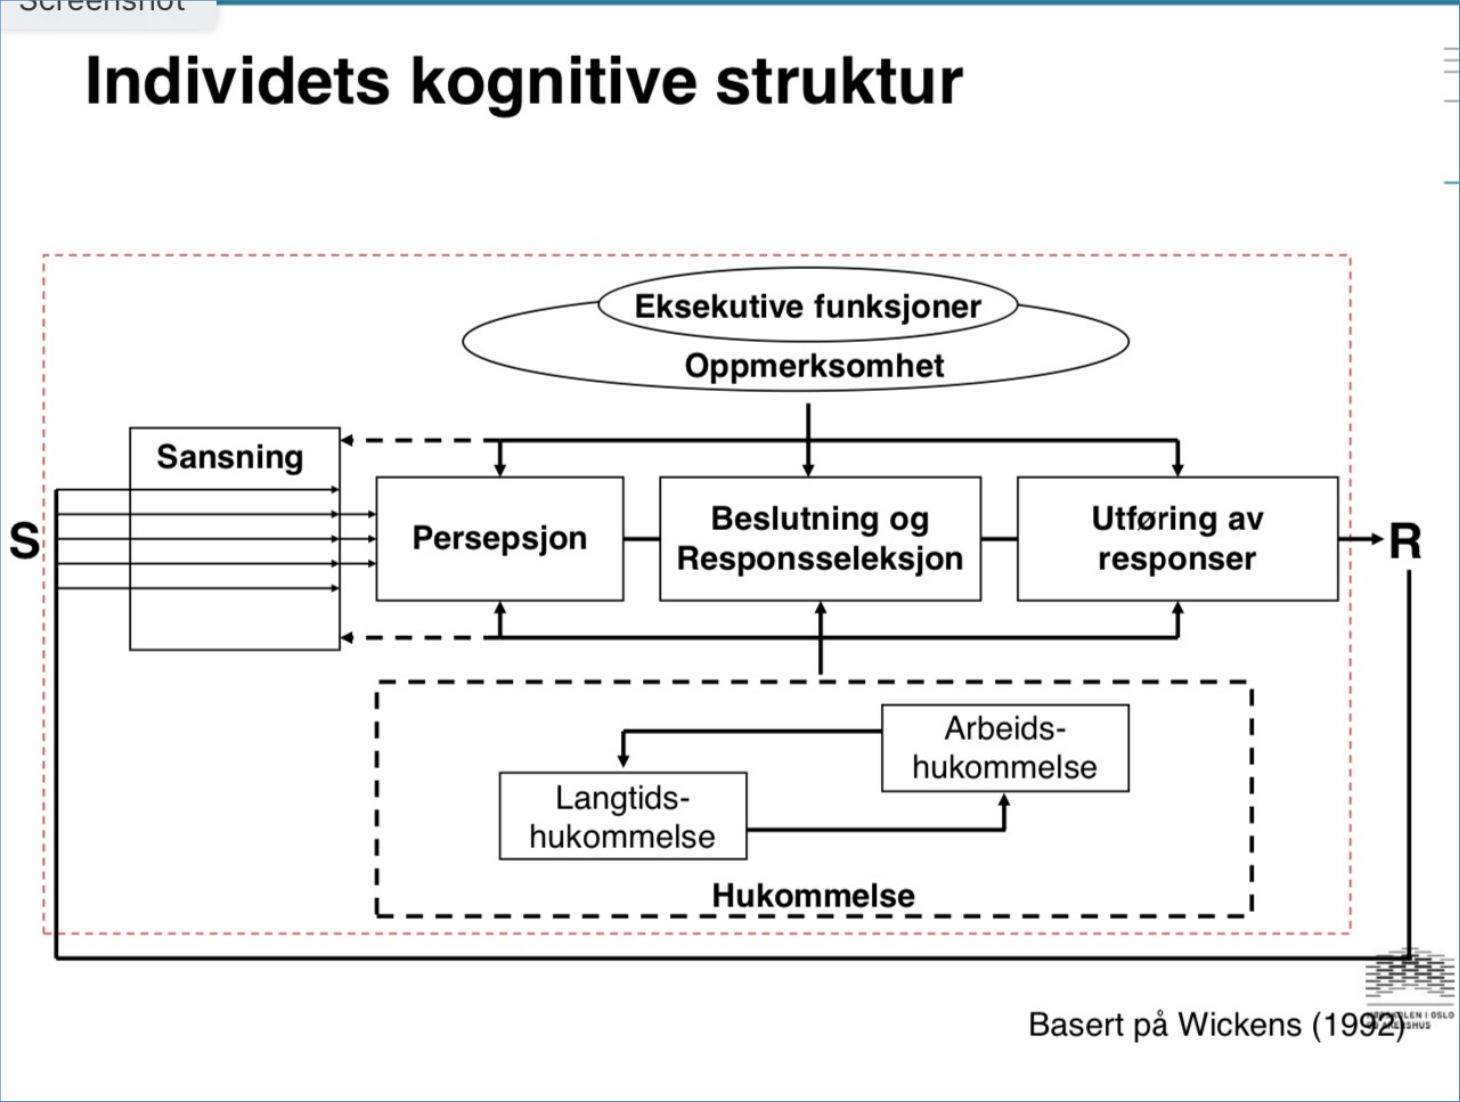 Screenshot
Individets kognitive struktur
Eksekutive funksjoner
Oppmerksomhet
Sansning
S
Persepsjon
Beslutning og
Responsseleksjon
Utføring av
responser
R
Arbeids-
hukommelse
Langtids-
hukommelse
Hukommelse
Basert på Wickens (1992)